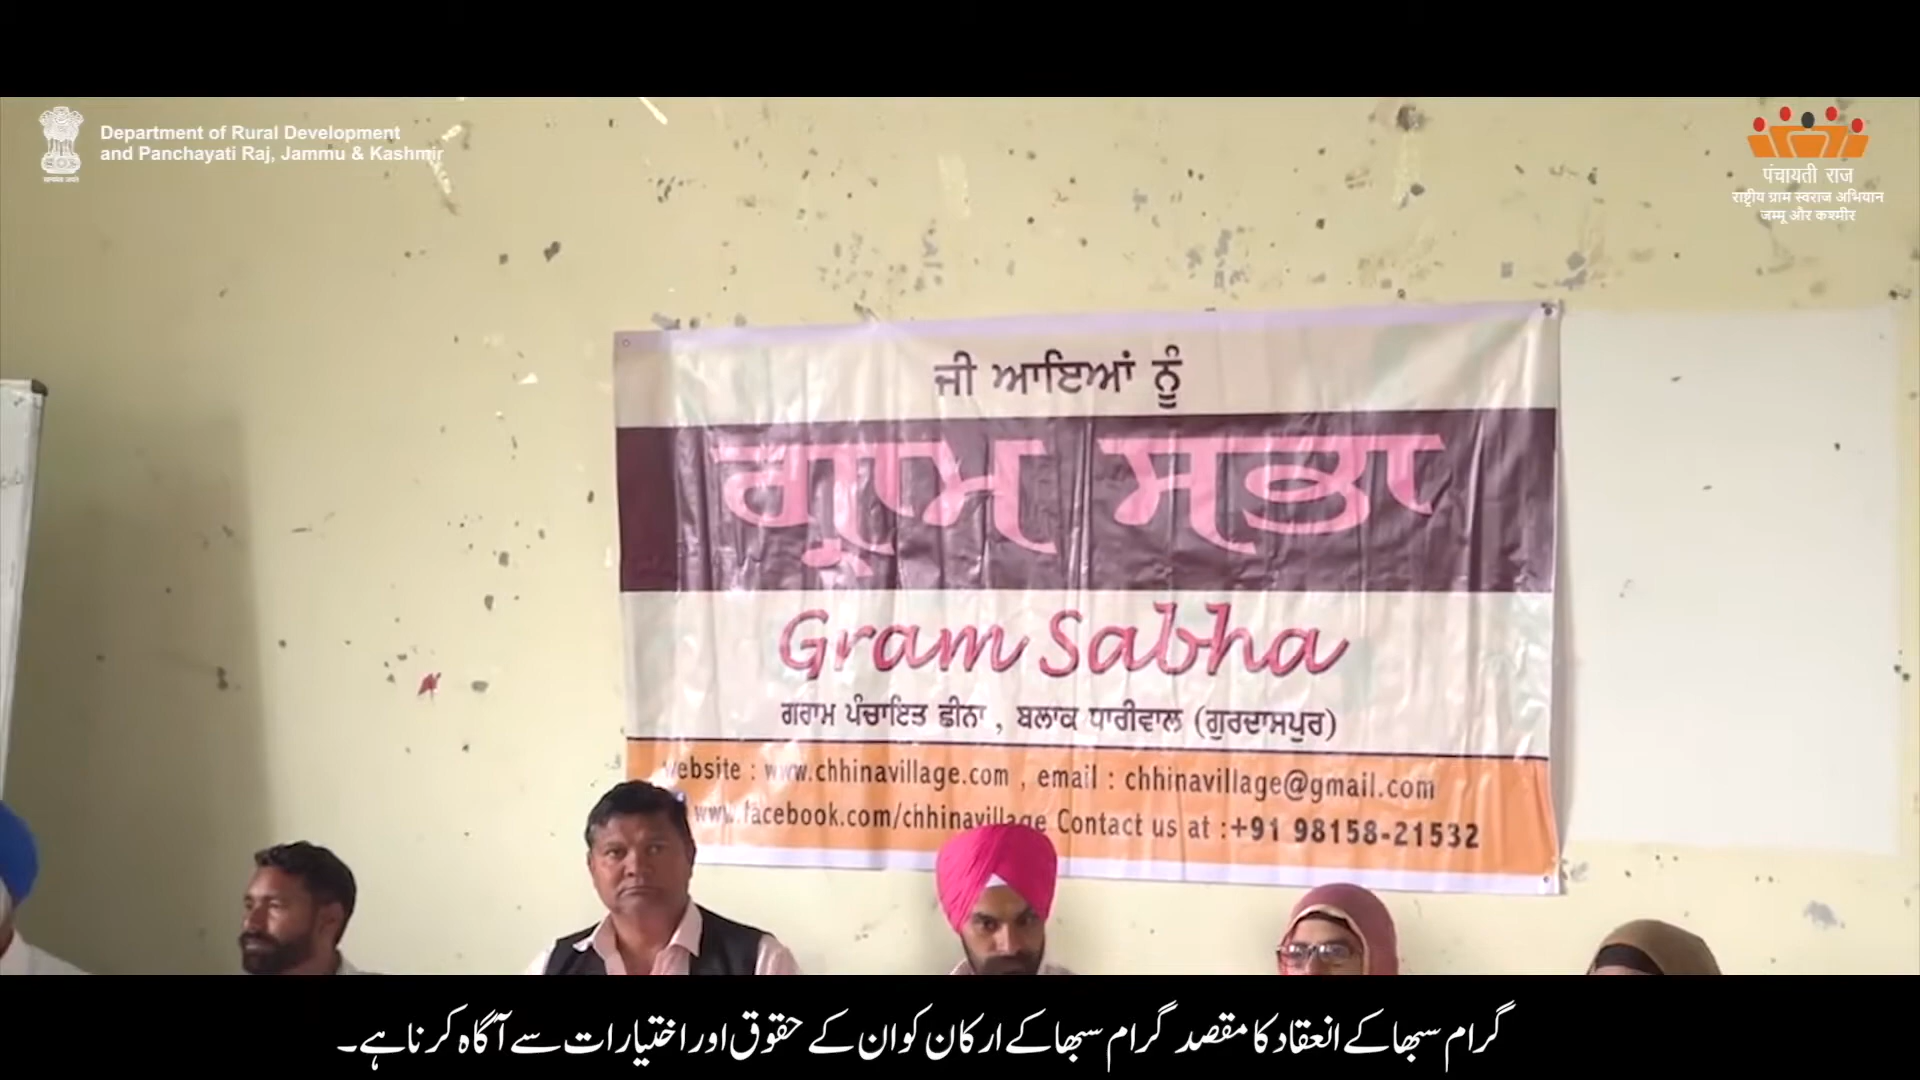 Department of Rural Development
and Panchayati Raj, Jammu & Kashmir
पंचायती राज
राष्ट्रीय ग्राम स्वराज अभियान
जम्मू और कश्मीर
ਜੀ ਆਇਆਂ ਨੂੰ
ਗ੍ਰਾਮ ਸਭਾ
Gram Sabha
ਗਰਾਮ ਪੰਚਾਇਤ ਛੀਨਾ , ਬਲਾਕ ਧਾਰੀਵਾਲ (ਗੁਰਦਾਸਪੁਰ)
website : www.chhinavillage.com , email : chhinavillage@gmail.com
www.facebook.com/chhinavillage Contact us at :+91 98158-21532
گرام سبھا کے انعقاد کا مقصد گرام سبھا کے ارکان کو ان کے حقوق اور اختیارات سے آگاہ کرنا ہے۔